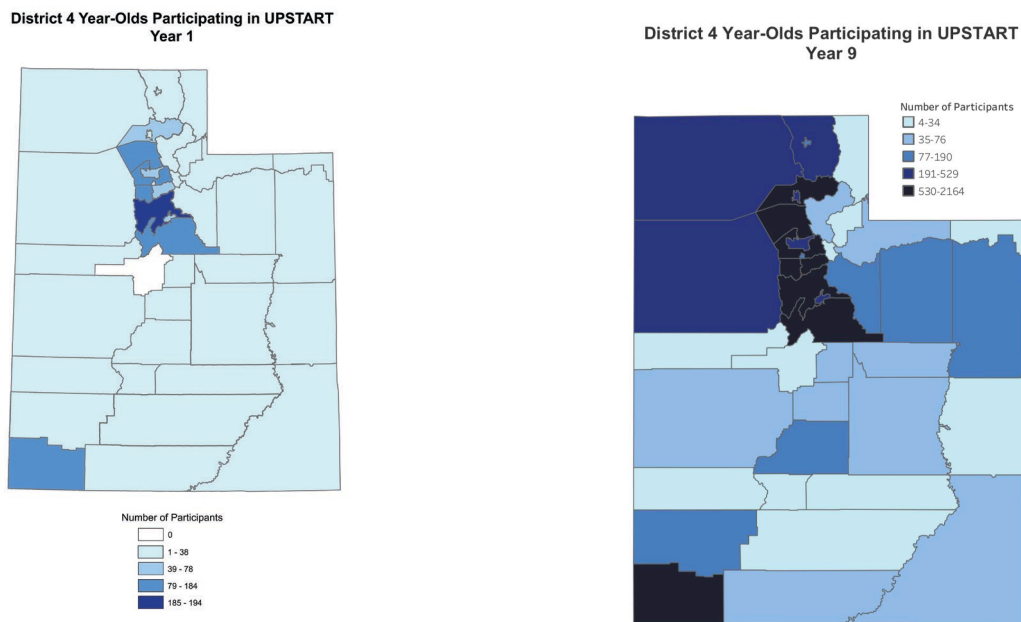 District 4 Year-Olds Participating in UPSTART
Year 1
Number of Participants
0
1 - 38
39 - 78
79 - 184
185 - 194
District 4 Year-Olds Participating in UPSTART
Year 9
Number of Participants
4-34
35-76
77-190
191-529
530-2164